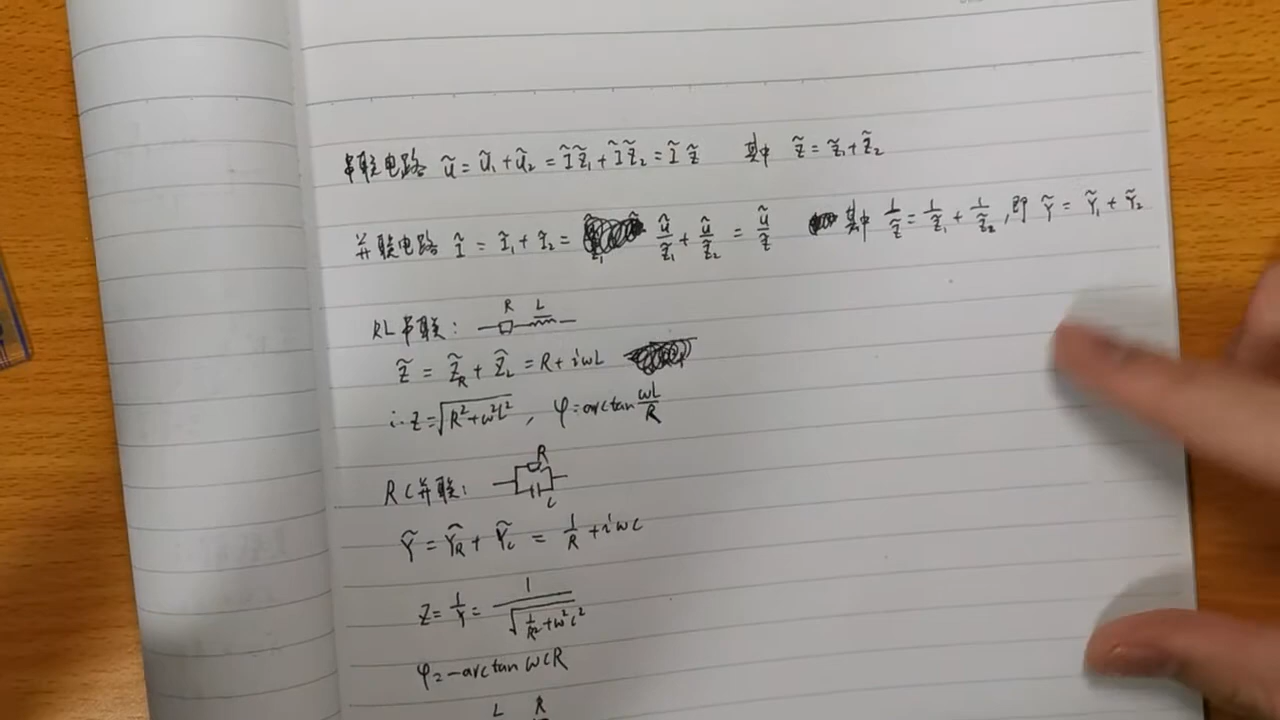 串联电路 ũ = ũ₁ + ũ₂ = ĨZ̃₁ + ĨZ̃₂ = Ĩ Z̃ 其中 Z̃ = Z̃₁ + Z̃₂
并联电路 Ĩ = Ĩ₁ + Ĩ₂ = ũ/Z̃₁ + ũ/Z̃₂ = ũ/Z̃ 其中 1/Z̃ = 1/Z̃₁ + 1/Z̃₂, 即 Ỹ = Ỹ₁ + Ỹ₂
R L
RL串联:
Z̃ = Z̃_R + Z̃_L = R + iωL
∴ Z = √(R² + ω²L²), φ = arctan ωL/R
R
RC并联:
C
Ỹ = Ỹ_R + Ỹ_C = 1/R + iωC
Z = 1/Y = 1/√(1/R² + ω²C²)
φ = -arctan ωCR
L R